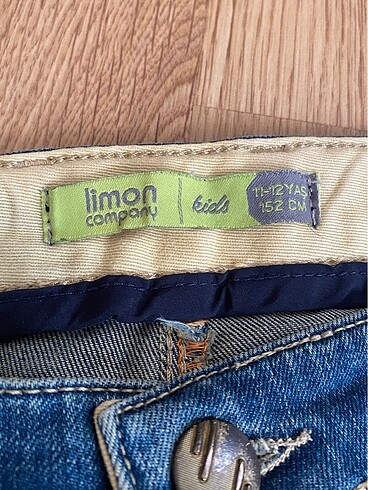 limon
company
kids
11-12 YAŞ
152 CM